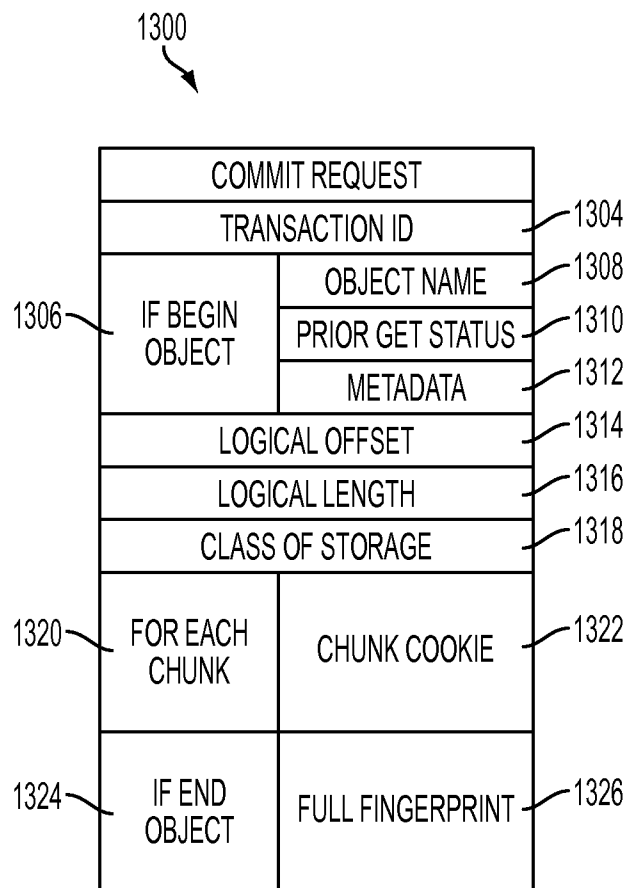 1300
COMMIT REQUEST
TRANSACTION ID
1304
1306
IF BEGIN
OBJECT
OBJECT NAME
1308
PRIOR GET STATUS
1310
METADATA
1312
LOGICAL OFFSET
1314
LOGICAL LENGTH
1316
CLASS OF STORAGE
1318
1320
FOR EACH
CHUNK
CHUNK COOKIE
1322
1324
IF END
OBJECT
FULL FINGERPRINT
1326